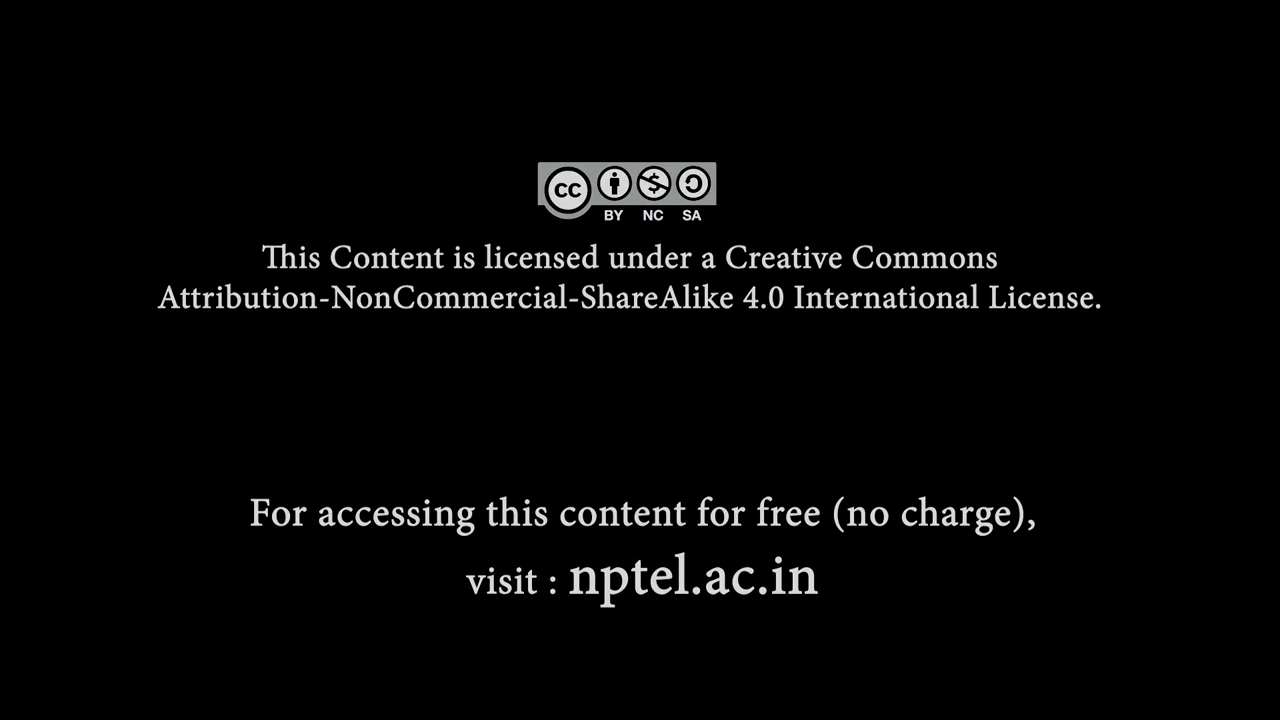 cc
BY NC SA
This Content is licensed under a Creative Commons
Attribution-NonCommercial-ShareAlike 4.0 International License.
For accessing this content for free (no charge),
visit : nptel.ac.in